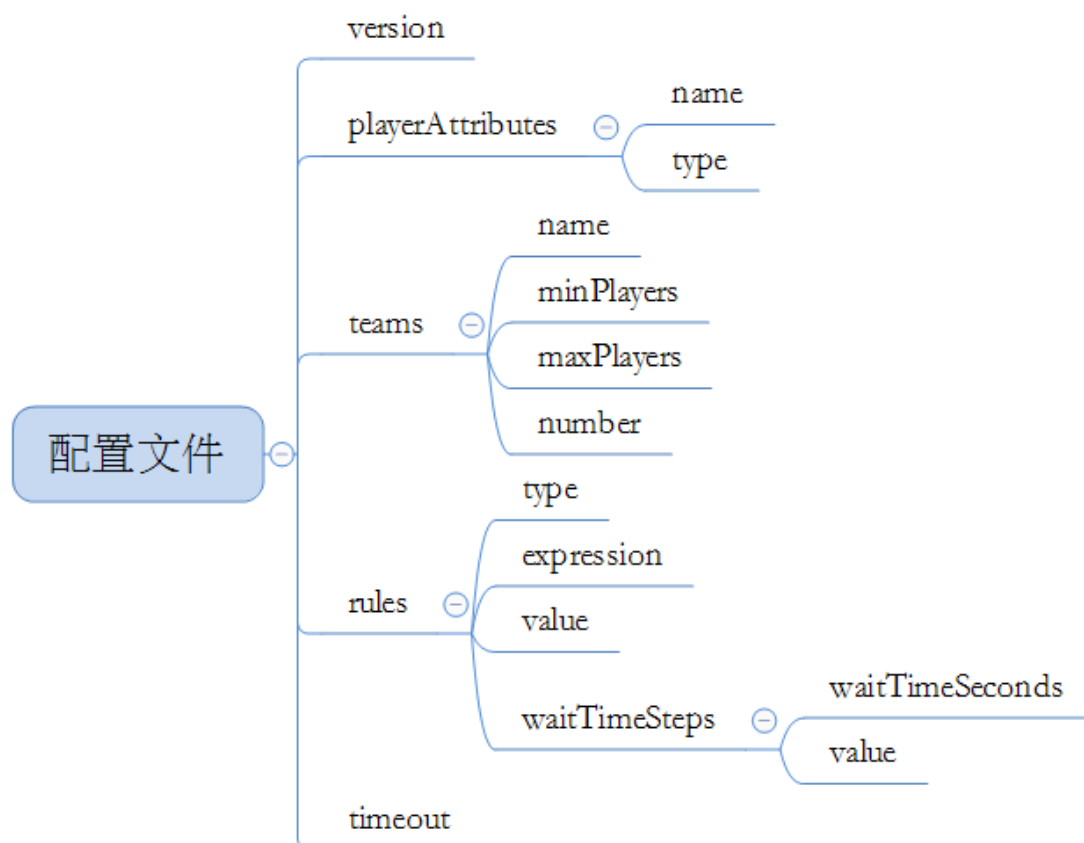 配置文件
version
playerAttributes
name
type
teams
name
minPlayers
maxPlayers
number
rules
type
expression
value
waitTimeSteps
waitTimeSeconds
value
timeout